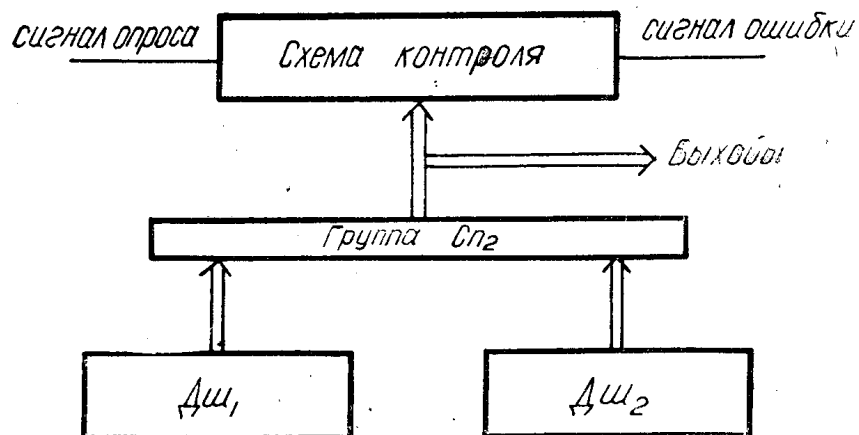 сигнал опроса
Схема контроля
сигнал ошибки
Выходы
Группа Сп₂
Дш₁
Дш₂